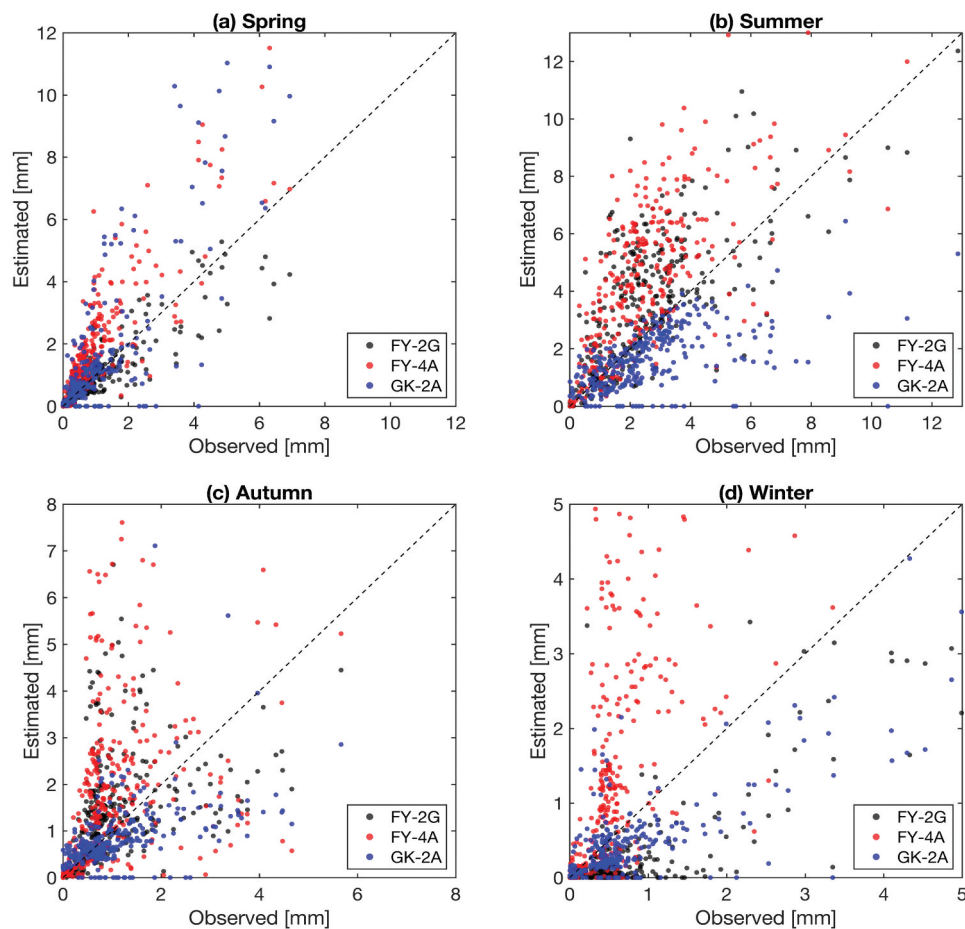 (a) Spring
12
10
8
6
4
2
0
0 2 4 6 8 10 12
Estimated [mm]
Observed [mm]
FY-2G
FY-4A
GK-2A
(b) Summer
12
10
8
6
4
2
0
0 2 4 6 8 10 12
Estimated [mm]
Observed [mm]
FY-2G
FY-4A
GK-2A
(c) Autumn
8
7
6
5
4
3
2
1
0
0 2 4 6 8
Estimated [mm]
Observed [mm]
FY-2G
FY-4A
GK-2A
(d) Winter
5
4
3
2
1
0
0 1 2 3 4 5
Estimated [mm]
Observed [mm]
FY-2G
FY-4A
GK-2A